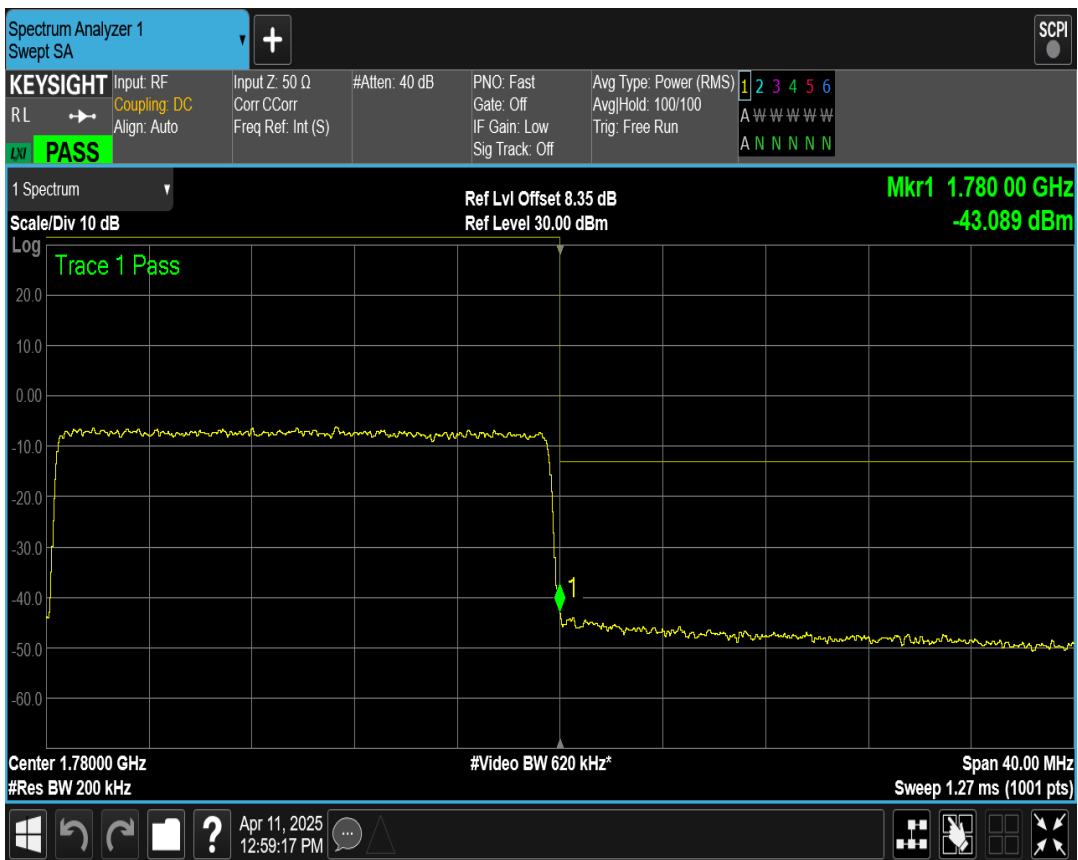 Spectrum Analyzer 1
Swept SA
+
SCPI
KEYSIGHT
RL
LXI
PASS
Input: RF
Coupling: DC
Align: Auto
Input Z: 50 Ω
Corr CCorr
Freq Ref: Int (S)
#Atten: 40 dB
PNO: Fast
Gate: Off
IF Gain: Low
Sig Track: Off
Avg Type: Power (RMS)
Avg|Hold: 100/100
Trig: Free Run
1 2 3 4 5 6
A W W W W W
A N N N N N
1 Spectrum
Scale/Div 10 dB
Ref Lvl Offset 8.35 dB
Ref Level 30.00 dBm
Mkr1 1.780 00 GHz
-43.089 dBm
Log
Trace 1 Pass
20.0
10.0
0.00
-10.0
-20.0
-30.0
-40.0
-50.0
-60.0
1
Center 1.78000 GHz
#Res BW 200 kHz
#Video BW 620 kHz*
Span 40.00 MHz
Sweep 1.27 ms (1001 pts)
?
Apr 11, 2025
12:59:17 PM